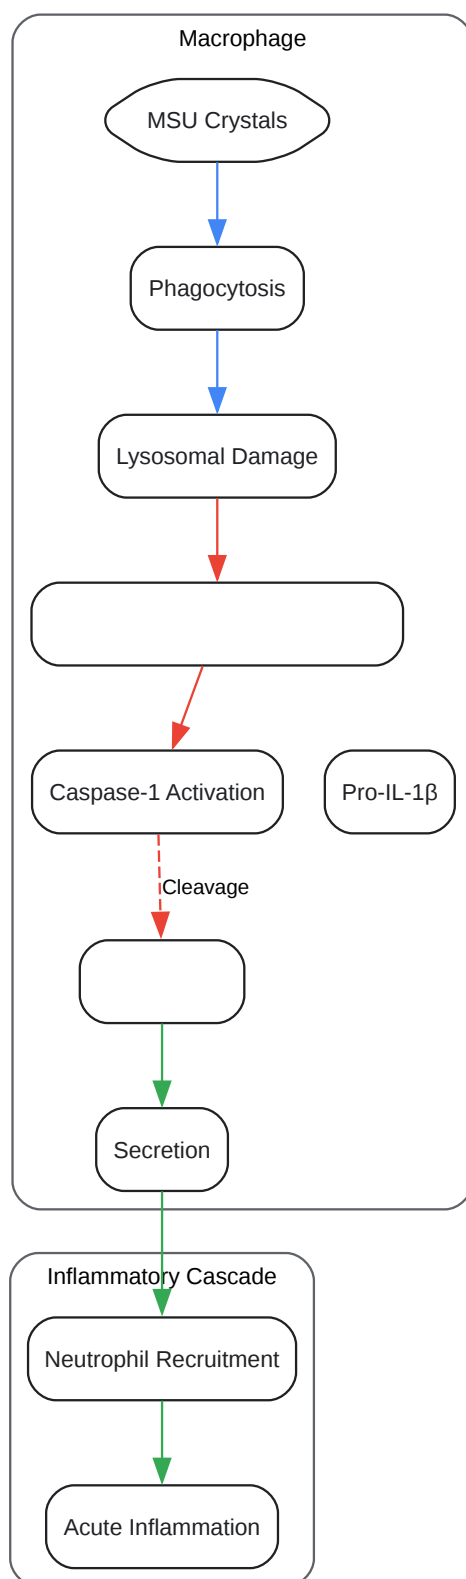 Macrophage
MSU Crystals
Phagocytosis
Lysosomal Damage
Caspase-1 Activation
Pro-IL-1β
Cleavage
Secretion
Inflammatory Cascade
Neutrophil Recruitment
Acute Inflammation